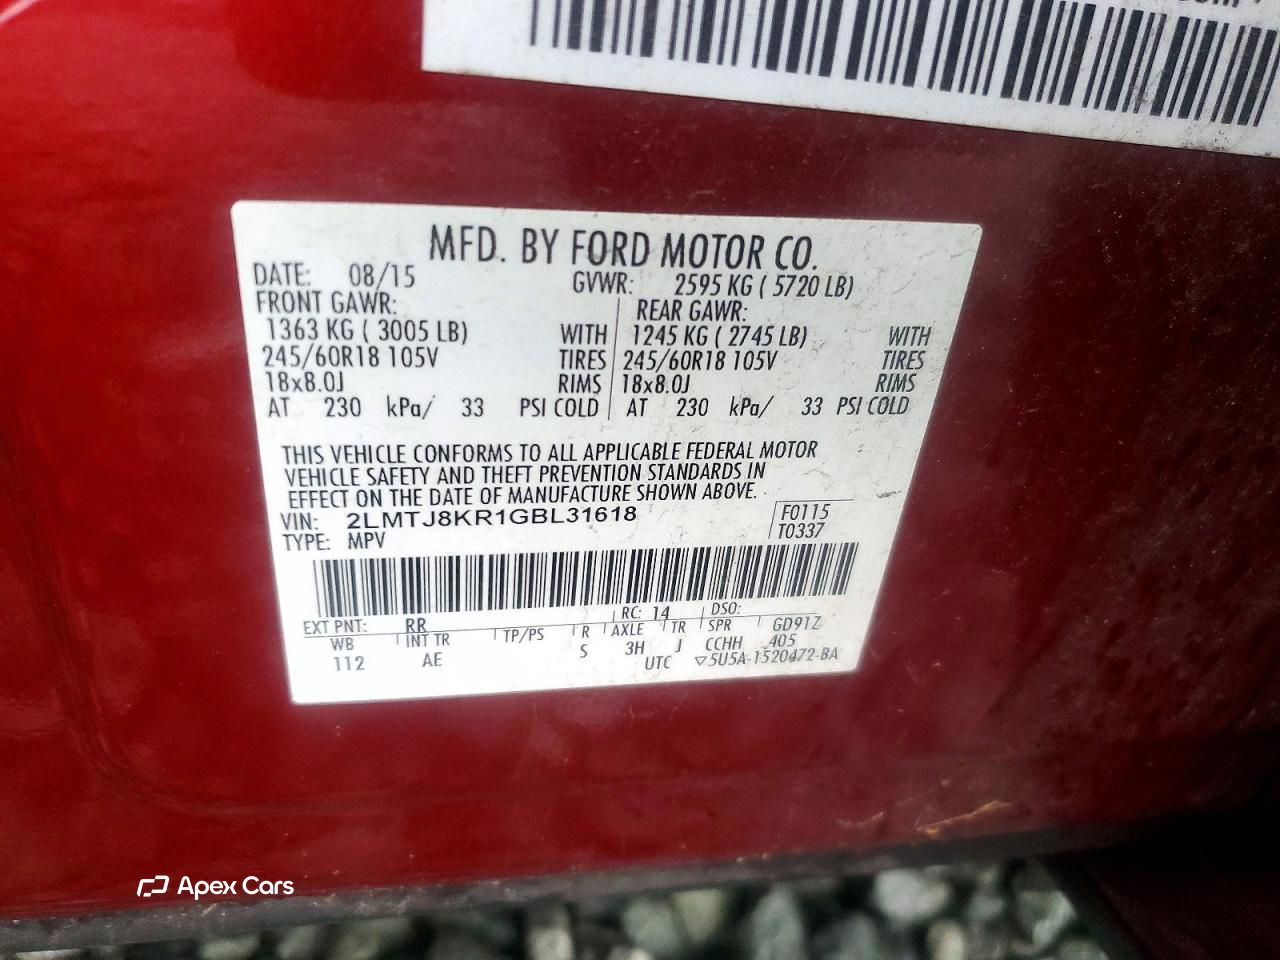 MFD. BY FORD MOTOR CO.
DATE: 08/15 GVWR: 2595 KG ( 5720 LB)
FRONT GAWR: REAR GAWR:
1363 KG ( 3005 LB) WITH 1245 KG ( 2745 LB) WITH
245/60R18 105V TIRES 245/60R18 105V TIRES
18x8.0J RIMS 18x8.0J RIMS
AT 230 kPa/ 33 PSI COLD AT 230 kPa/ 33 PSI COLD
THIS VEHICLE CONFORMS TO ALL APPLICABLE FEDERAL MOTOR
VEHICLE SAFETY AND THEFT PREVENTION STANDARDS IN
EFFECT ON THE DATE OF MANUFACTURE SHOWN ABOVE.
VIN: 2LMTJ8KR1GBL31618 F0115
TYPE: MPV T0337
EXT PNT: RR RC: 14 DSO:
WB INT TR TP/PS R AXLE TR SPR GD91Z
112 AE S 3H J CCHH 405
UTC ▽5U5A-1520472-BA
Apex Cars